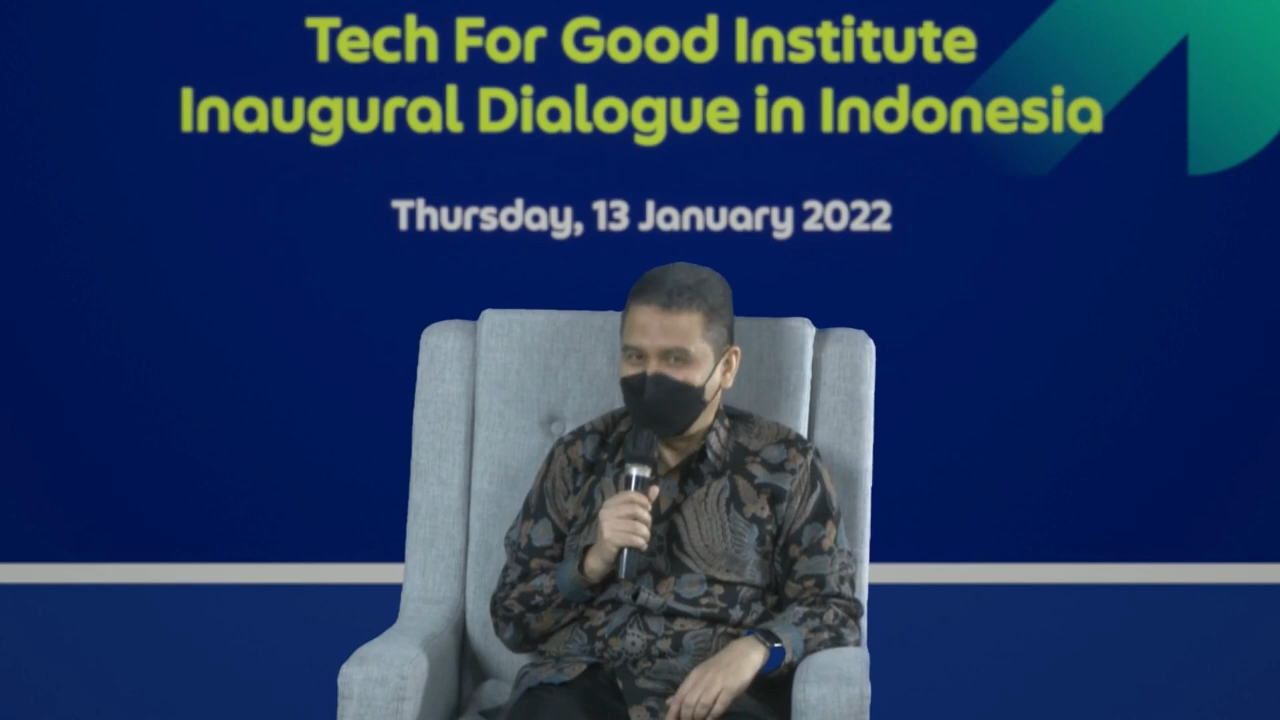 Tech For Good Institute
Inaugural Dialogue in Indonesia
Thursday, 13 January 2022